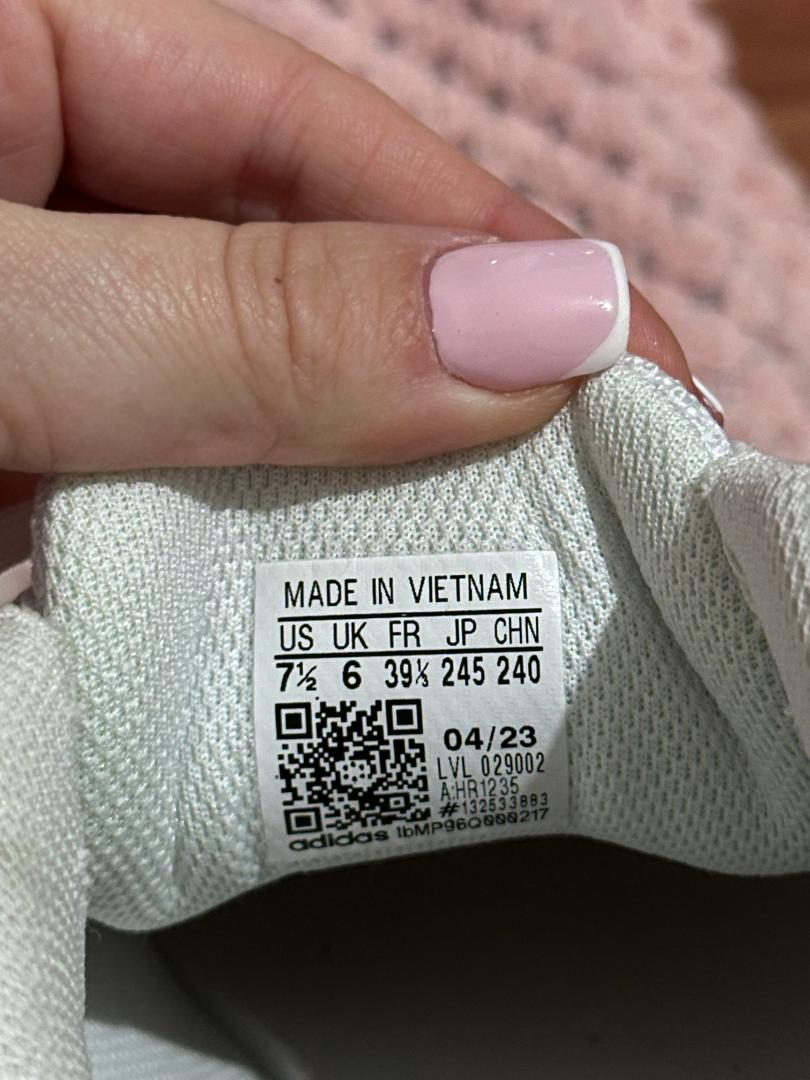 MADE IN VIETNAM
US UK FR JP CHN
7½ 6 39⅓ 245 240
04/23
LVL 029002
A:HR1235
#132533883
adidas 1bMP96Q000217